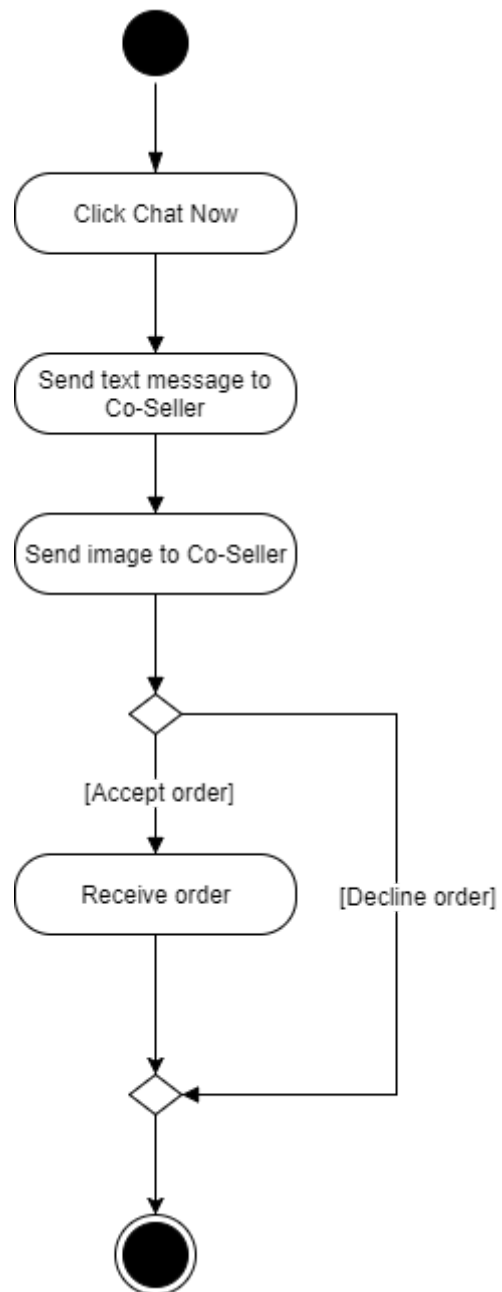 Click Chat Now
Send text message to
Co-Seller
Send image to Co-Seller
[Accept order]
Receive order
[Decline order]